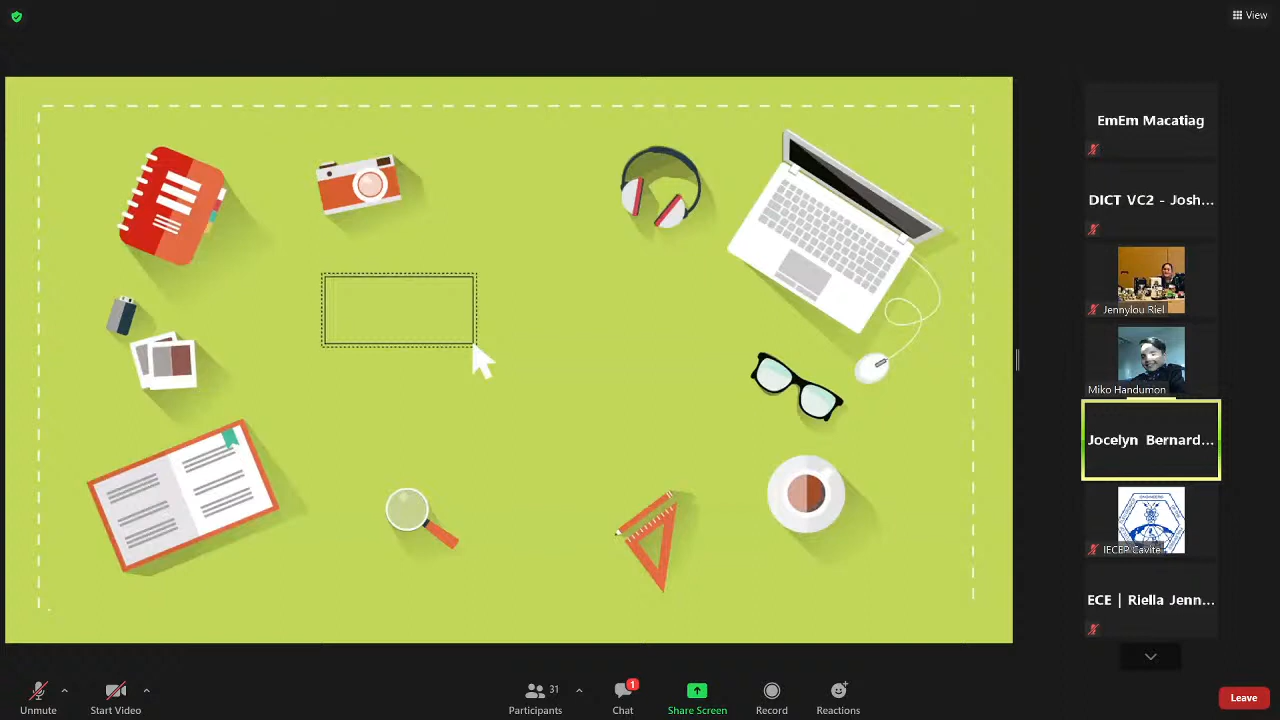 View
EmEm Macatiag
DICT VC2 - Josh...
Jennylou Riel
Miko Handumon
Jocelyn Bernard...
IECEP Cavite
ECE | Riella Jenn...
Unmute
Start Video
31
Participants
1
Chat
Share Screen
Record
Reactions
Leave